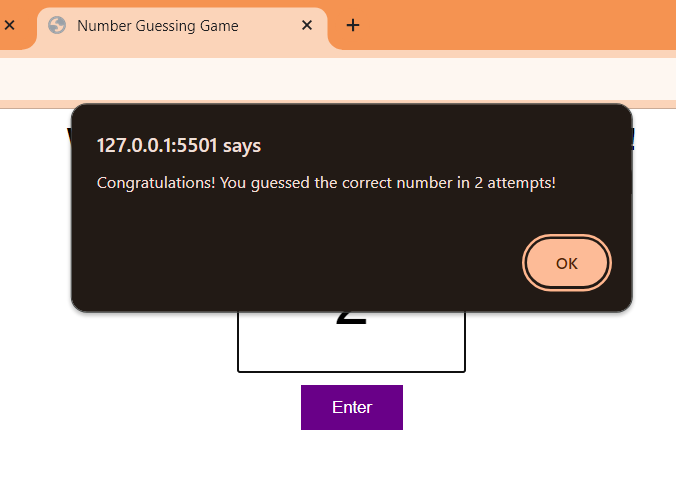 Number Guessing Game
127.0.0.1:5501 says
Congratulations! You guessed the correct number in 2 attempts!
OK
2
Enter